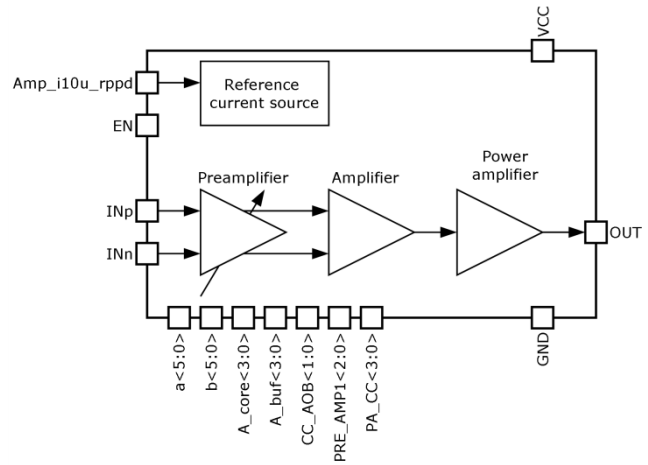 VCC
Amp_i10u_rppd
Reference
current source
EN
Preamplifier
Amplifier
Power
amplifier
INp
INn
OUT
a<5:0>
b<5:0>
A_core<3:0>
A_buf<3:0>
CC_AOB<1:0>
PRE_AMP1<2:0>
PA_CC<3:0>
GND